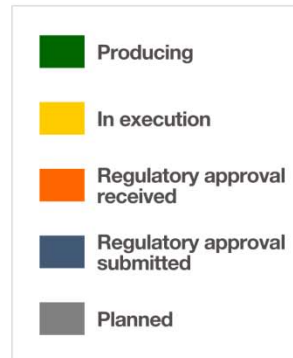 Producing
In execution
Regulatory approval
received
Regulatory approval
submitted
Planned